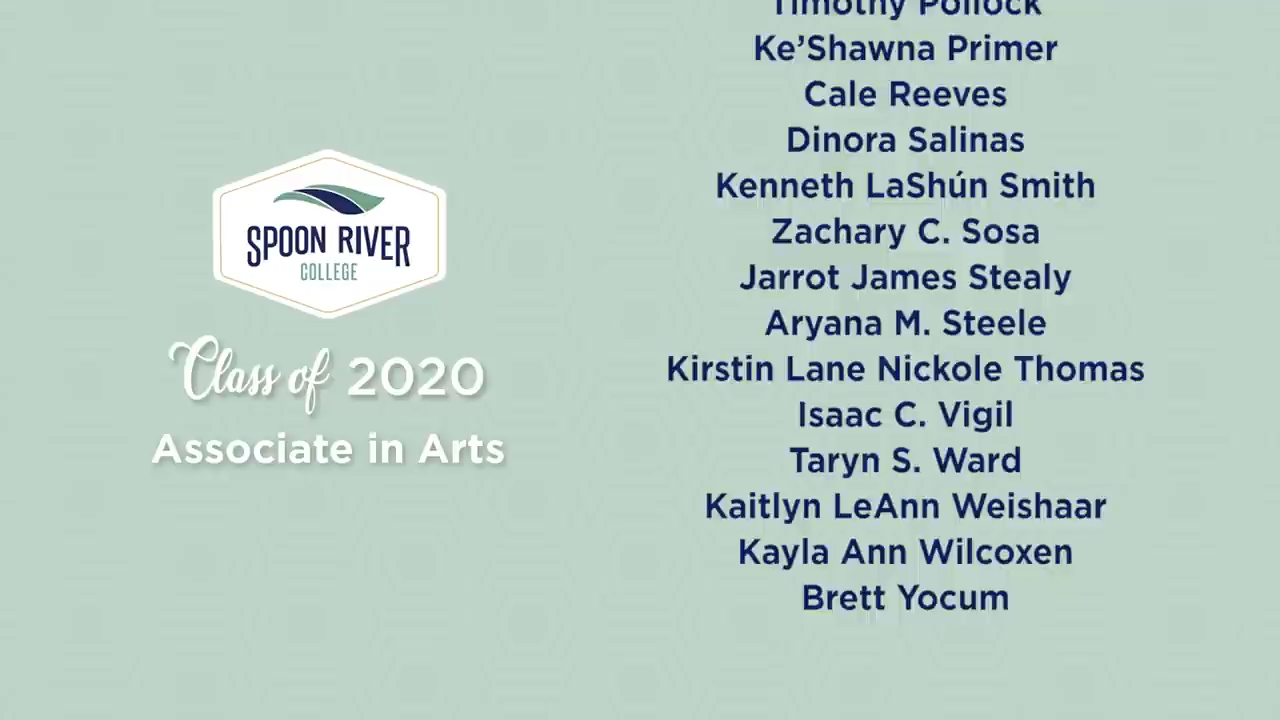 SPOON RIVER
COLLEGE
Class of 2020
Associate in Arts
Timothy Pollock
Ke’Shawna Primer
Cale Reeves
Dinora Salinas
Kenneth LaShún Smith
Zachary C. Sosa
Jarrot James Stealy
Aryana M. Steele
Kirstin Lane Nickole Thomas
Isaac C. Vigil
Taryn S. Ward
Kaitlyn LeAnn Weishaar
Kayla Ann Wilcoxen
Brett Yocum